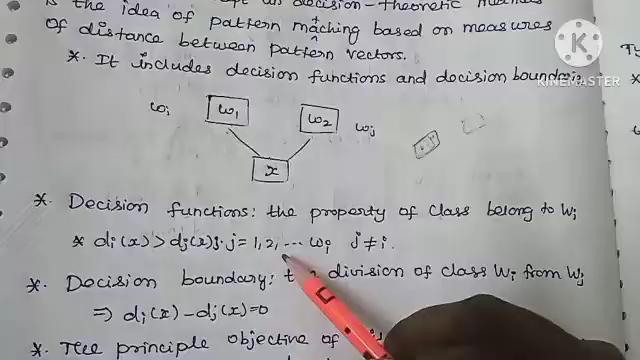 is the idea of pattern maching based on measures
of distance between pattern vectors.
*. It includes decision functions and decision
KINEMASTER
ωi ω1 ω2 ωj
x
*. Decision functions: the property of class belong to Wi
* di(x) > dj(x); j = 1, 2, ... ωi j ≠ i.
*. Decision boundary: division of class Wi from Wj
⇒ di(x) - dj(x) = 0
*. The principle objective of